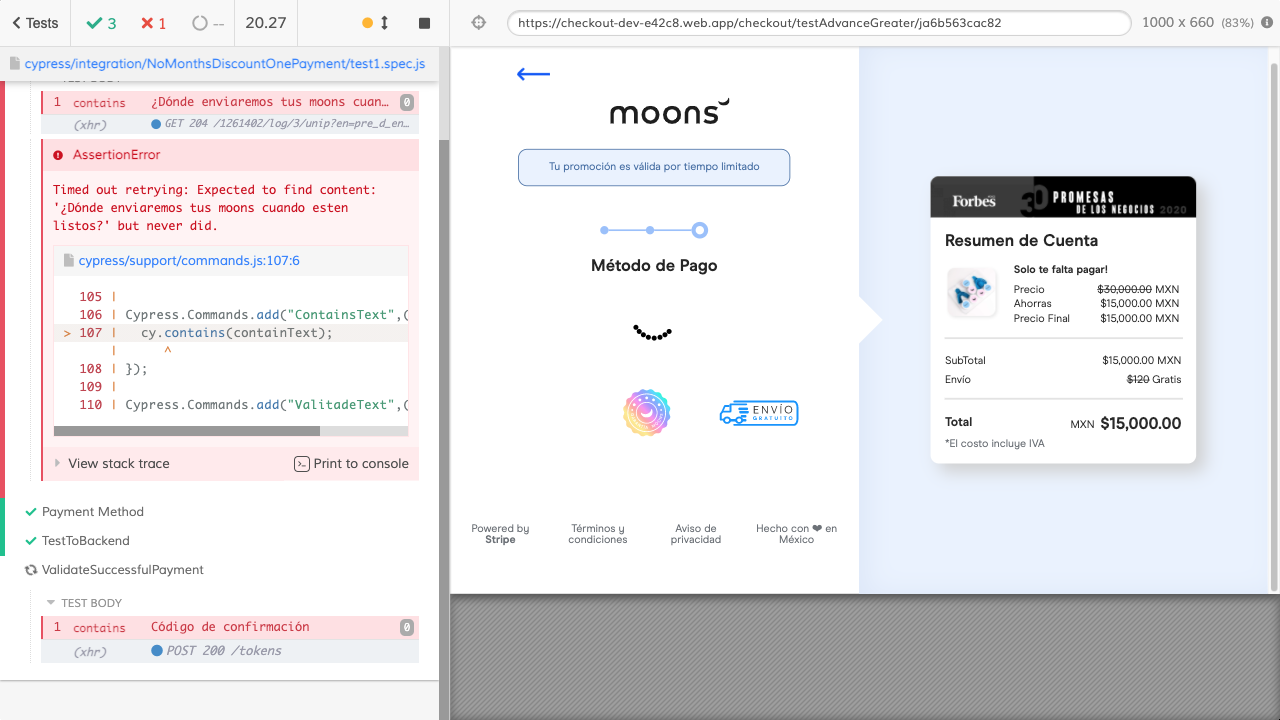 Tests
3
1
--
20.27
https://checkout-dev-e42c8.web.app/checkout/testAdvanceGreater/ja6b563cac82
1000 x 660 (83%)
cypress/integration/NoMonthsDiscountOnePayment/test1.spec.js
TEST BODY
1 contains ¿Dónde enviaremos tus moons cuan… 0
(xhr) GET 204 /1261402/log/3/unip?en=pre_d_en…
AssertionError
Timed out retrying: Expected to find content:
'¿Dónde enviaremos tus moons cuando esten
listos?' but never did.
cypress/support/commands.js:107:6
105 |
106 | Cypress.Commands.add("ContainsText",(
> 107 | cy.contains(containText);
| ^
108 | });
109 |
110 | Cypress.Commands.add("ValitadeText",(
View stack trace
Print to console
Payment Method
TestToBackend
ValidateSuccessfulPayment
TEST BODY
1 contains Código de confirmación 0
(xhr) POST 200 /tokens
moons
Tu promoción es válida por tiempo limitado
Método de Pago
ENVÍO
GRATUITO
Powered by
Stripe
Términos y
condiciones
Aviso de
privacidad
Hecho con ❤ en
México
Forbes
30 PROMESAS
DE LOS NEGOCIOS 2020
Resumen de Cuenta
Solo te falta pagar!
Precio $30,000.00 MXN
Ahorras $15,000.00 MXN
Precio Final $15,000.00 MXN
SubTotal $15,000.00 MXN
Envío $120 Gratis
Total MXN $15,000.00
*El costo incluye IVA